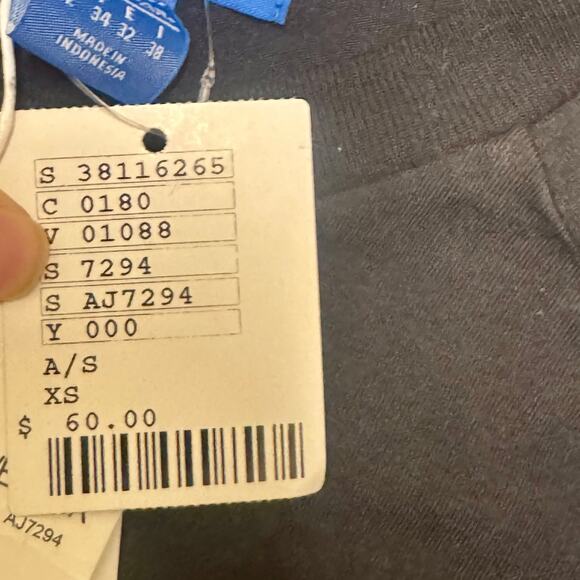 34 32 38
MADE IN
INDONESIA
S 38116265
C 0180
V 01088
S 7294
S AJ7294
Y 000
A/S
XS
$ 60.00
AJ7294